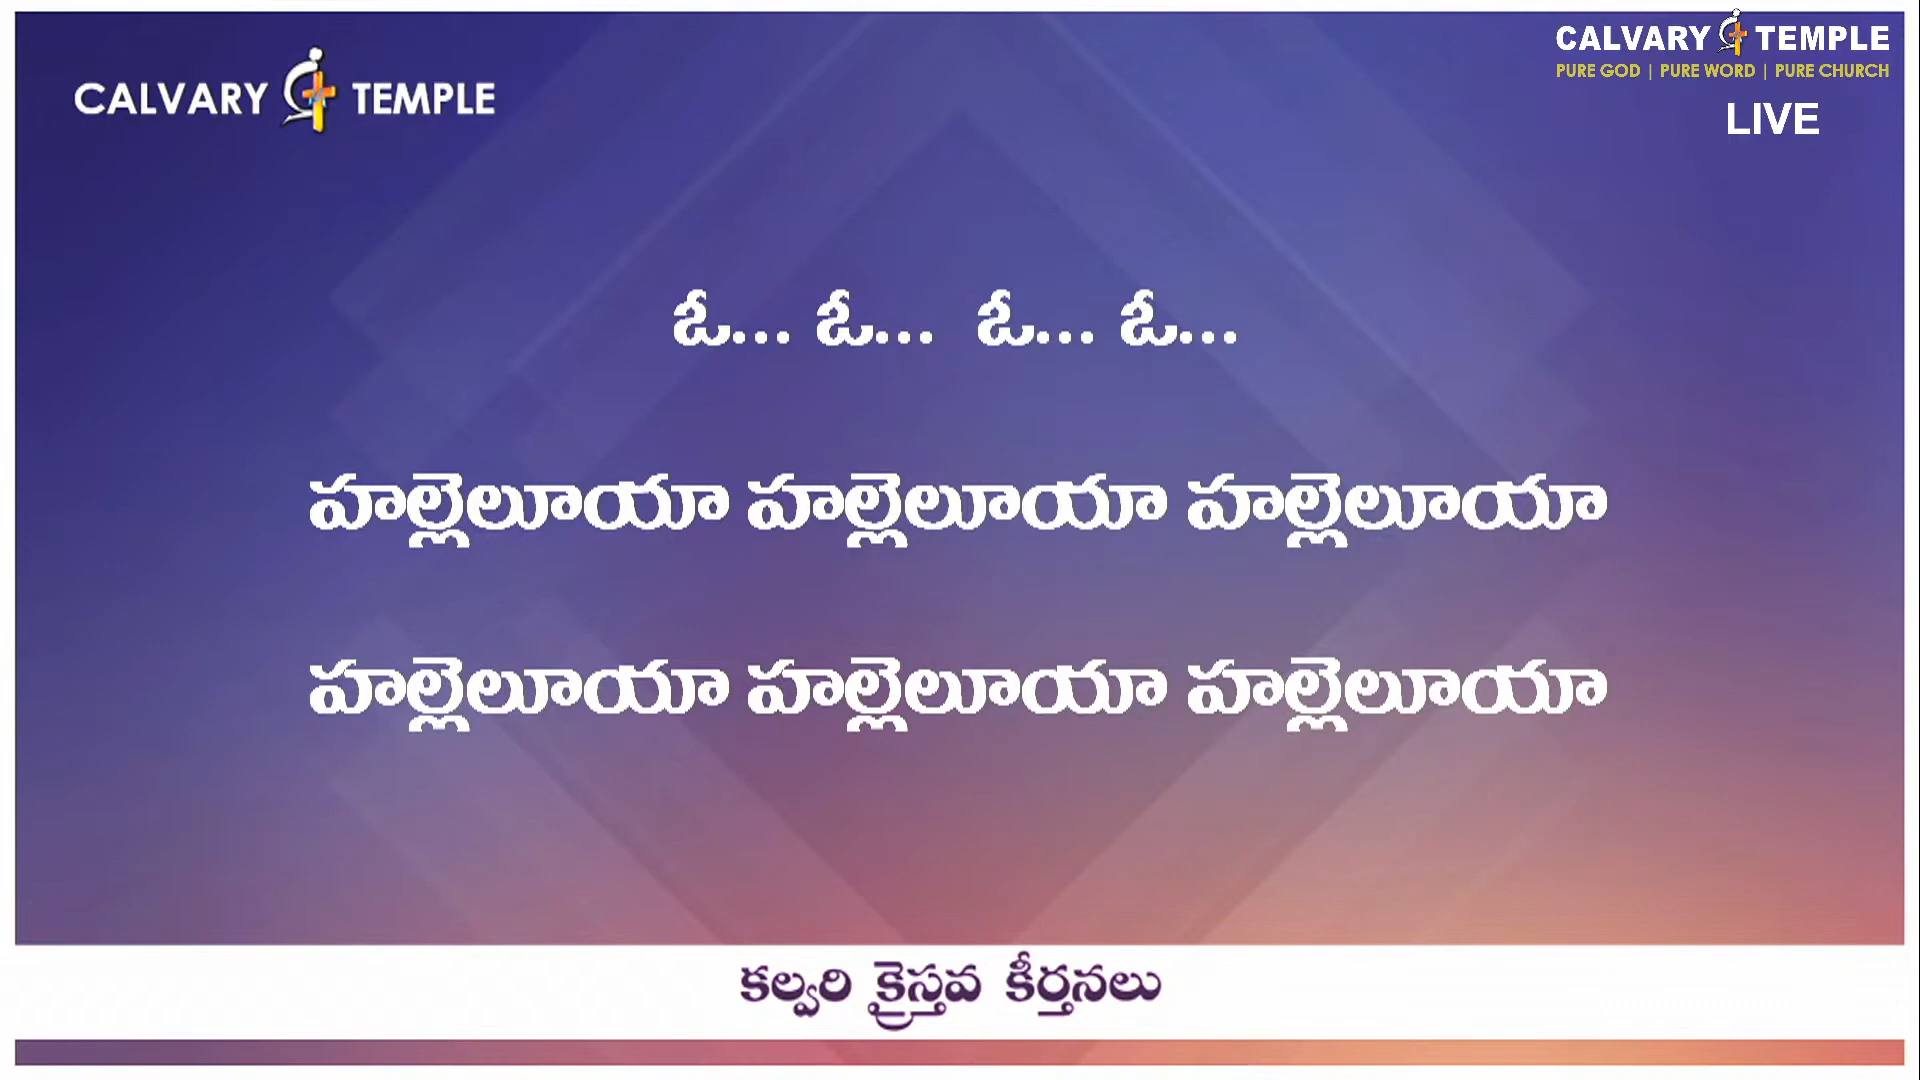 CALVARY TEMPLE
CALVARY TEMPLE
PURE GOD | PURE WORD | PURE CHURCH
LIVE
ఓ... ఓ... ఓ... ఓ...
హల్లెలూయా హల్లెలూయా హల్లెలూయా
హల్లెలూయా హల్లెలూయా హల్లెలూయా
కల్వరి క్రైస్తవ కీర్తనలు